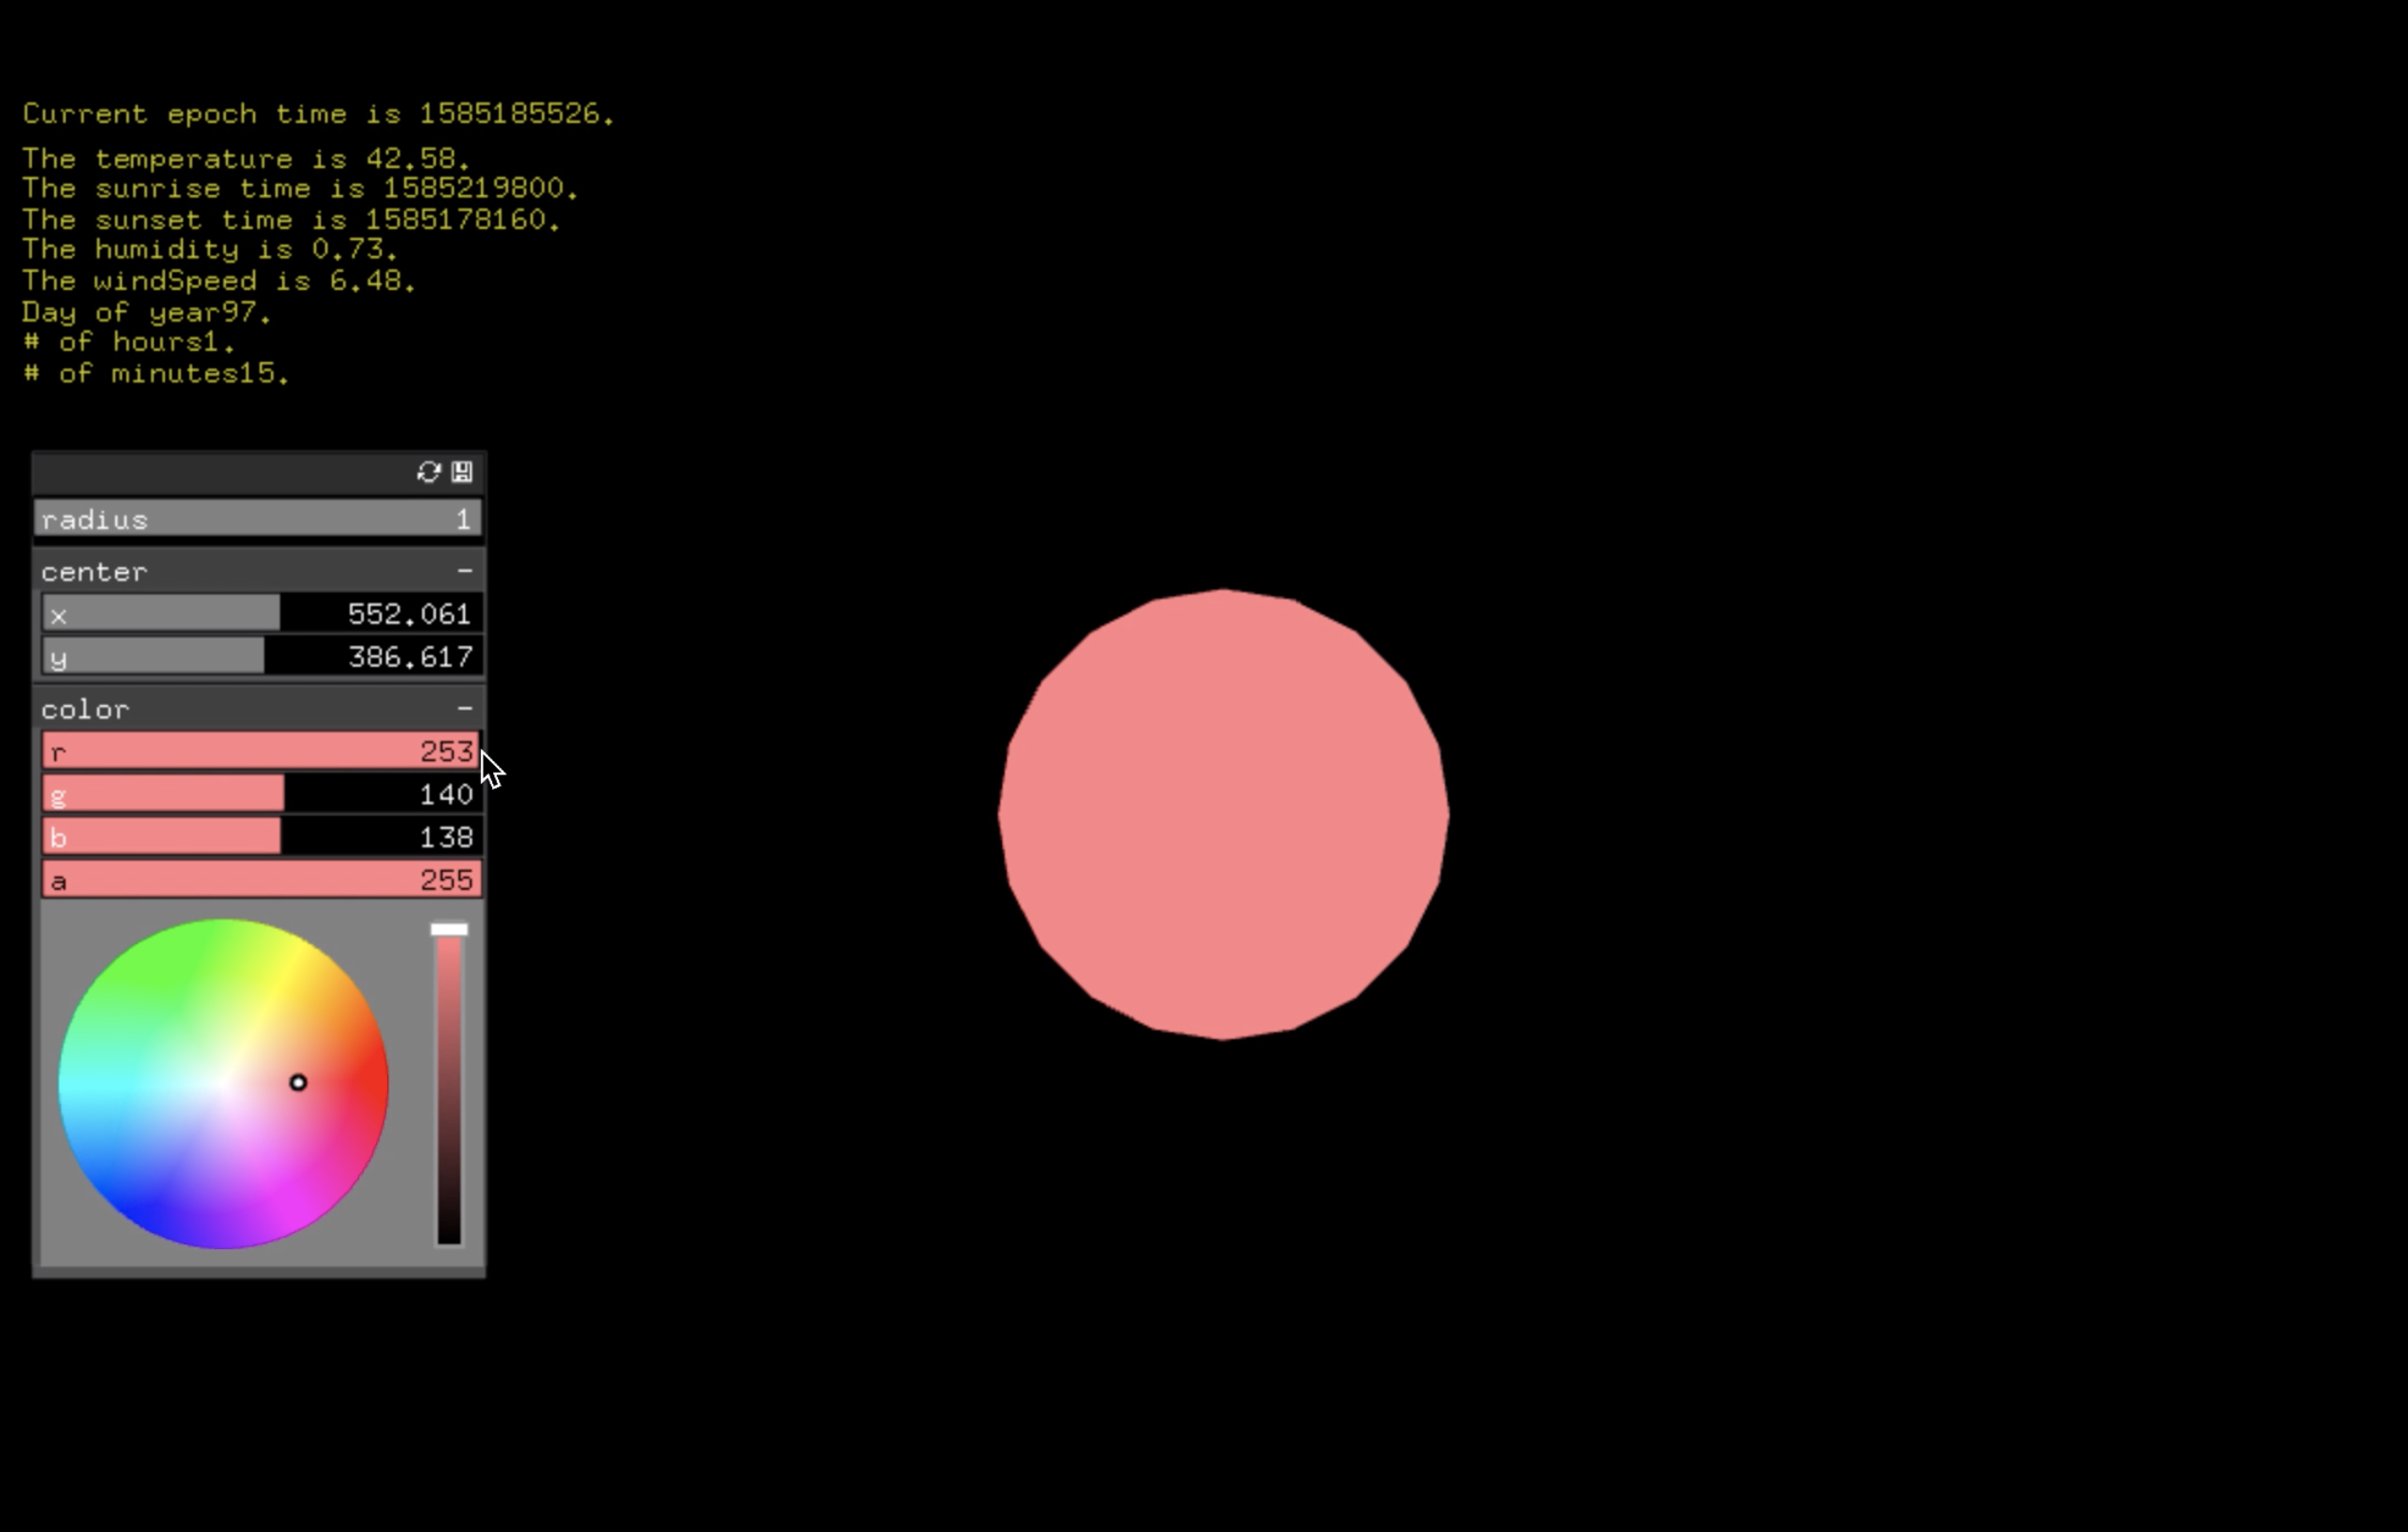 Current epoch time is 1585185526.
The temperature is 42.58.
The sunrise time is 1585219800.
The sunset time is 1585178160.
The humidity is 0.73.
The windSpeed is 6.48.
Day of year97.
# of hours1.
# of minutes15.
radius 1
center -
x 552.061
y 386.617
color -
r 253
g 140
b 138
a 255